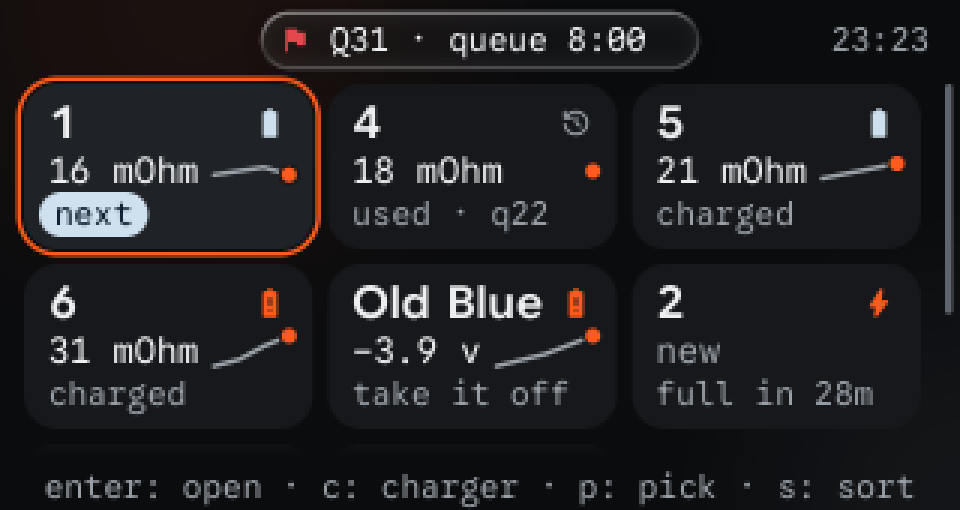 Q31 · queue 8:00
23:23
1
16 mOhm
next
4
18 mOhm
used · q22
5
21 mOhm
charged
6
31 mOhm
charged
Old Blue
-3.9 v
take it off
2
new
full in 28m
enter: open · c: charger · p: pick · s: sort